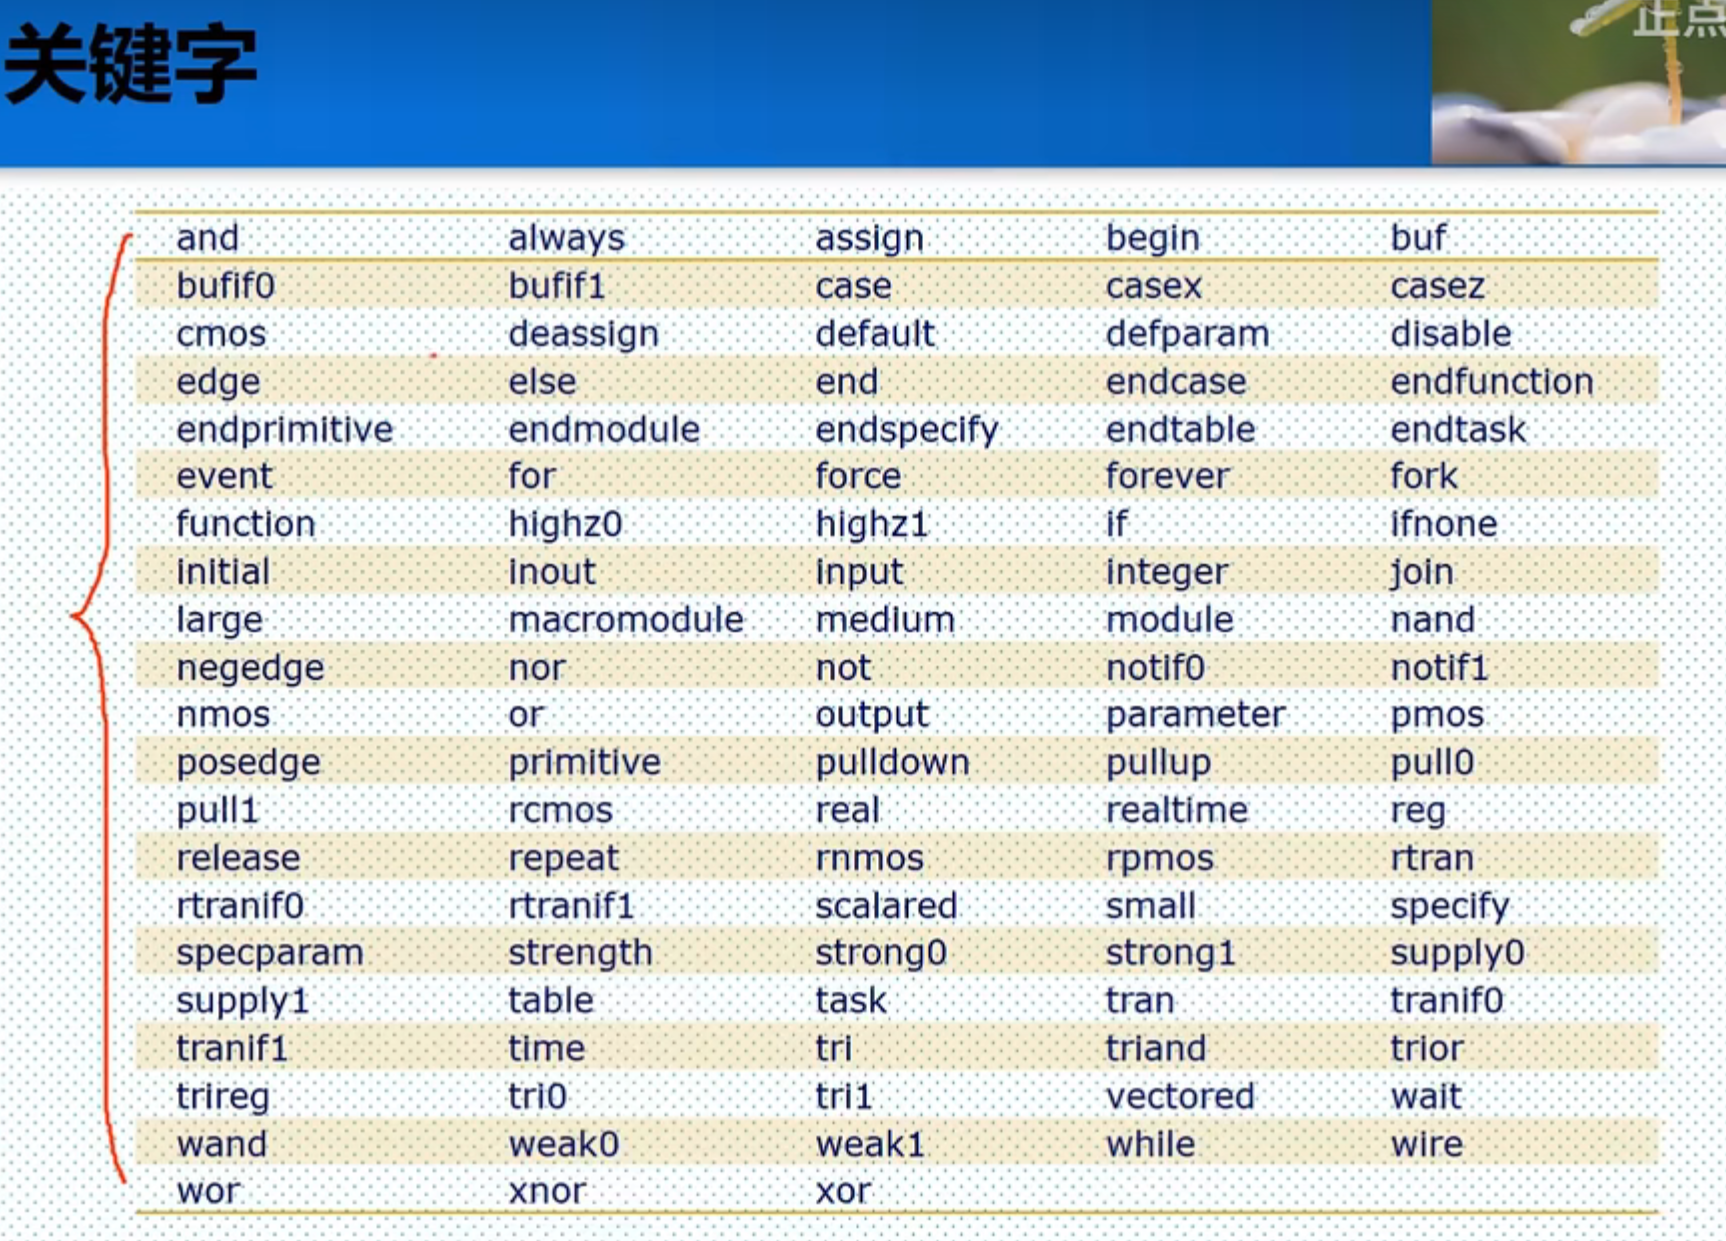 关键字
正点
and always assign begin buf
bufif0 bufif1 case casex casez
cmos deassign default defparam disable
edge else end endcase endfunction
endprimitive endmodule endspecify endtable endtask
event for force forever fork
function highz0 highz1 if ifnone
initial inout input integer join
large macromodule medium module nand
negedge nor not notif0 notif1
nmos or output parameter pmos
posedge primitive pulldown pullup pull0
pull1 rcmos real realtime reg
release repeat rnmos rpmos rtran
rtranif0 rtranif1 scalared small specify
specparam strength strong0 strong1 supply0
supply1 table task tran tranif0
tranif1 time tri triand trior
trireg tri0 tri1 vectored wait
wand weak0 weak1 while wire
wor xnor xor